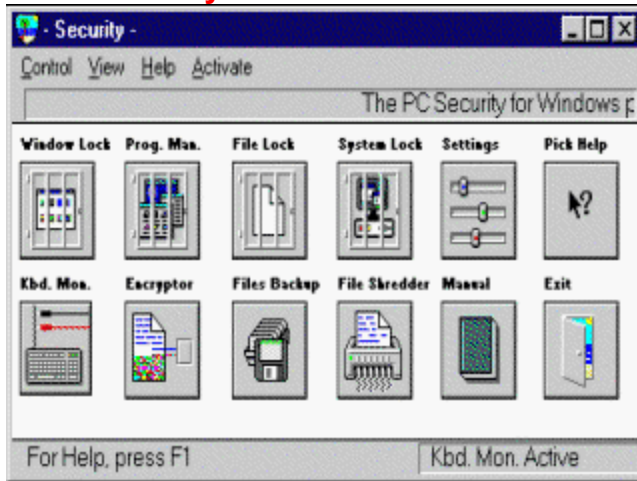 - Security -
Control View Help Activate
The PC Security for Windows p
Window Lock Prog. Man. File Lock System Lock Settings Pick Help
Kbd. Mon. Encryptor Files Backup File Shredder Manual Exit
For Help, press F1 Kbd. Mon. Active